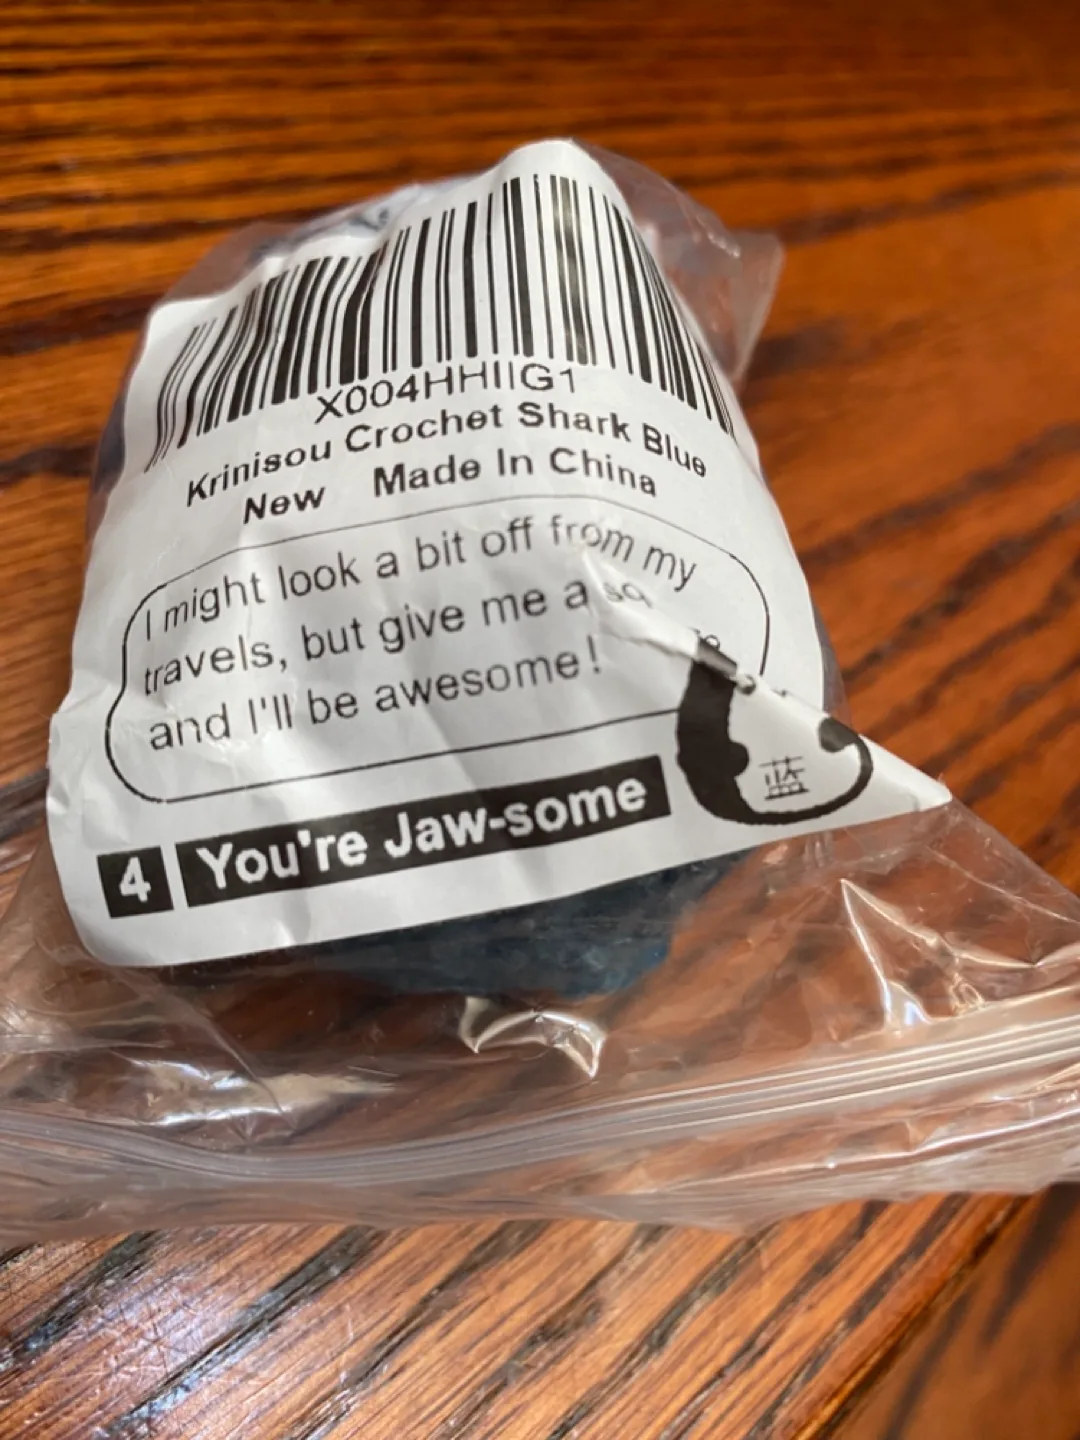 X004HHIIG1
Krinisou Crochet Shark Blue
New Made In China
I might look a bit off from my
travels, but give me a
and I'll be awesome!
蓝
4 You're Jaw-some